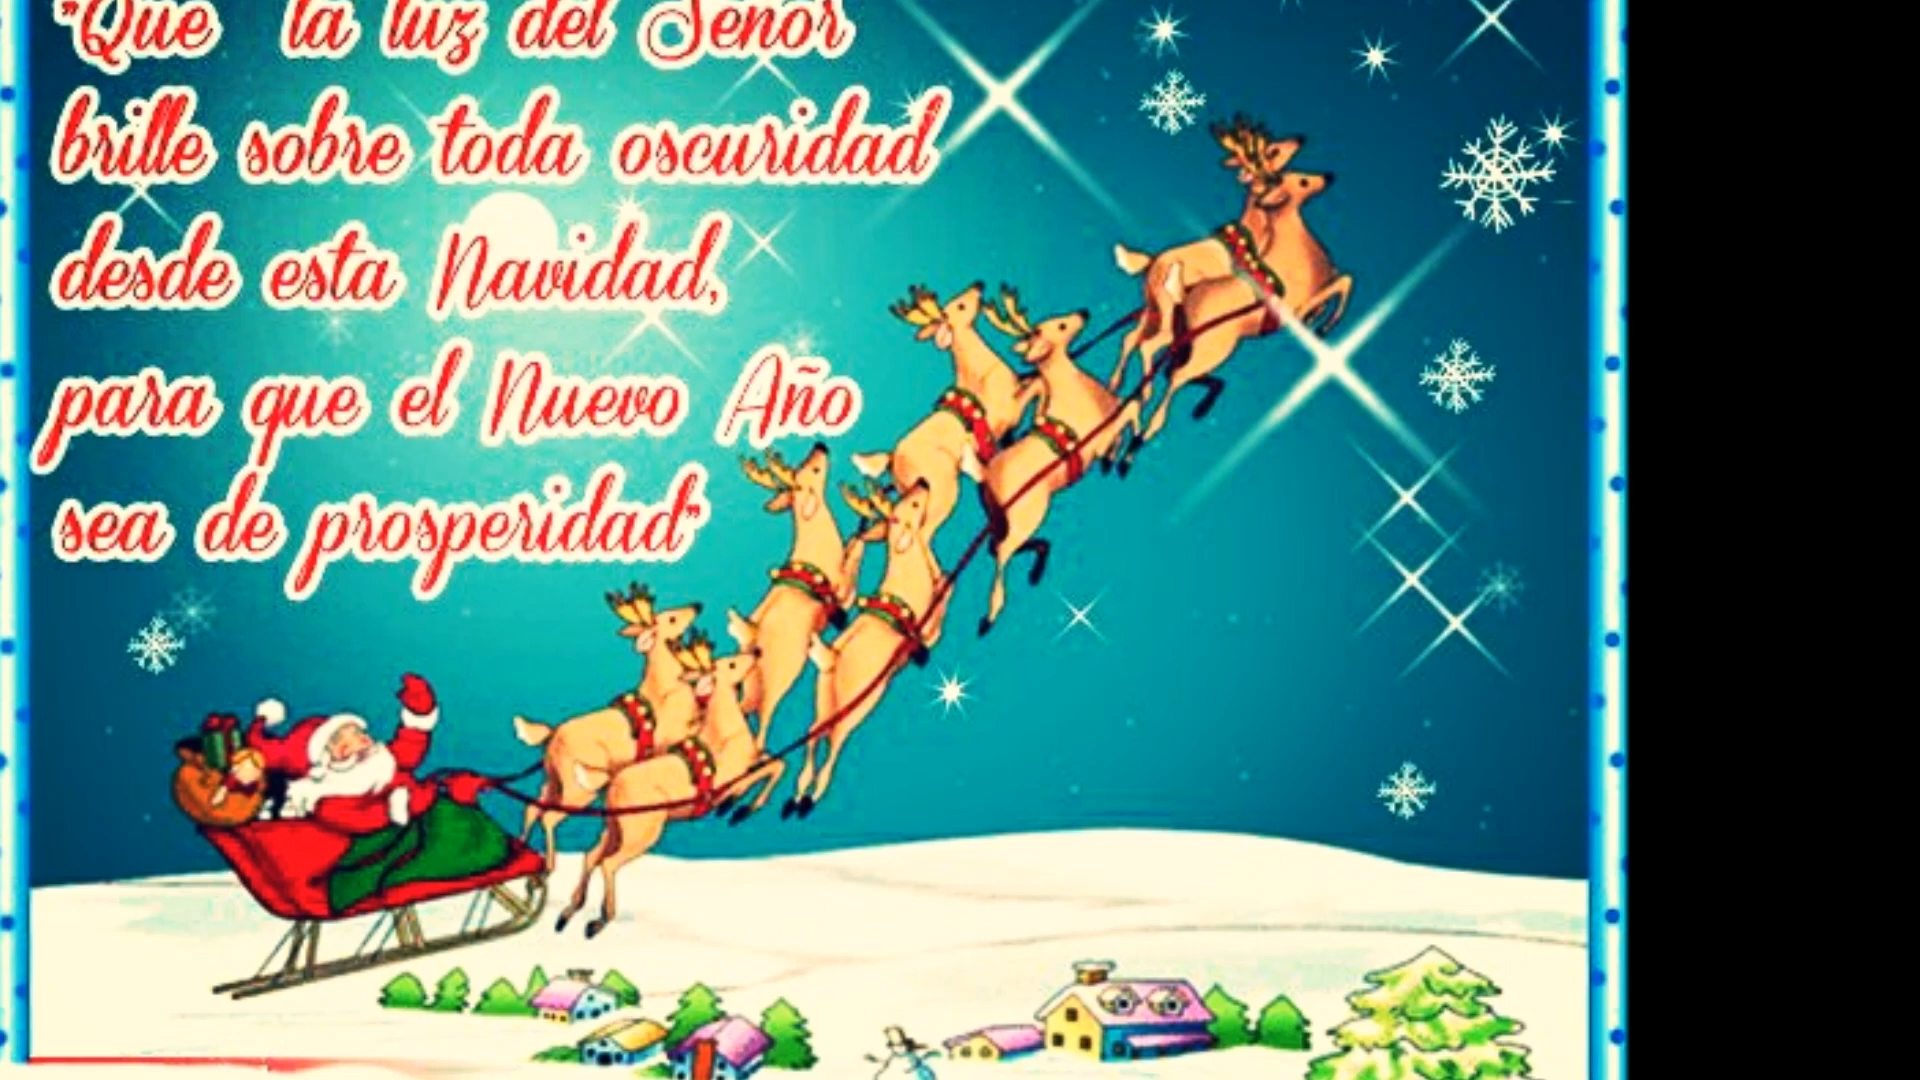 "Que la luz del Señor
brille sobre toda oscuridad
desde esta Navidad,
para que el Nuevo Año
sea de prosperidad"